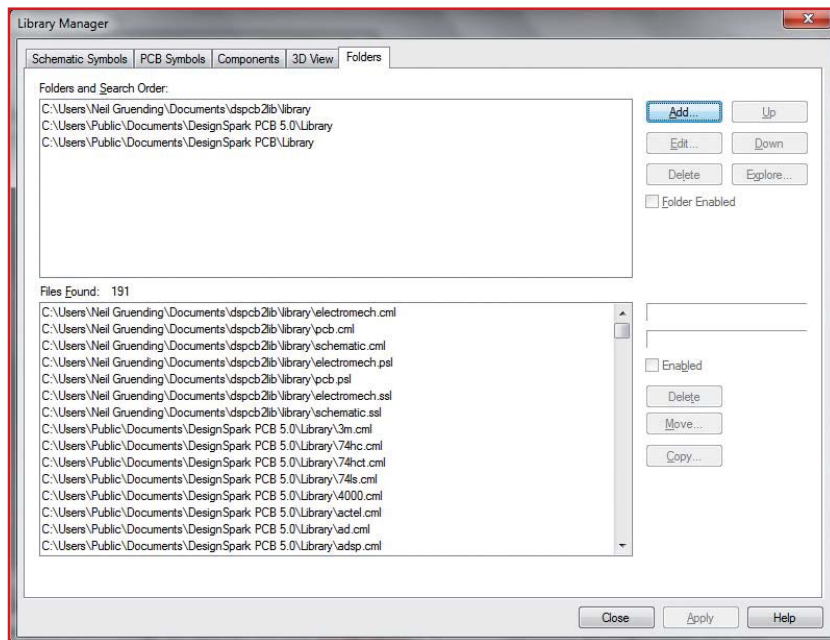 Library Manager
Schematic Symbols PCB Symbols Components 3D View Folders
Folders and Search Order:
C:\Users\Neil Gruending\Documents\dspcb2lib\library
C:\Users\Public\Documents\DesignSpark PCB 5.0\Library
C:\Users\Public\Documents\DesignSpark PCB\Library
Add... Up
Edit... Down
Delete Explore...
Folder Enabled
Files Found: 191
C:\Users\Neil Gruending\Documents\dspcb2lib\library\electromech.cml
C:\Users\Neil Gruending\Documents\dspcb2lib\library\pcb.cml
C:\Users\Neil Gruending\Documents\dspcb2lib\library\schematic.cml
C:\Users\Neil Gruending\Documents\dspcb2lib\library\electromech.psl
C:\Users\Neil Gruending\Documents\dspcb2lib\library\pcb.psl
C:\Users\Neil Gruending\Documents\dspcb2lib\library\electromech.ssl
C:\Users\Neil Gruending\Documents\dspcb2lib\library\schematic.ssl
C:\Users\Public\Documents\DesignSpark PCB 5.0\Library\3m.cml
C:\Users\Public\Documents\DesignSpark PCB 5.0\Library\74hc.cml
C:\Users\Public\Documents\DesignSpark PCB 5.0\Library\74hct.cml
C:\Users\Public\Documents\DesignSpark PCB 5.0\Library\74ls.cml
C:\Users\Public\Documents\DesignSpark PCB 5.0\Library\4000.cml
C:\Users\Public\Documents\DesignSpark PCB 5.0\Library\actel.cml
C:\Users\Public\Documents\DesignSpark PCB 5.0\Library\ad.cml
C:\Users\Public\Documents\DesignSpark PCB 5.0\Library\adsp.cml
Enabled
Delete
Move...
Copy...
Close Apply Help